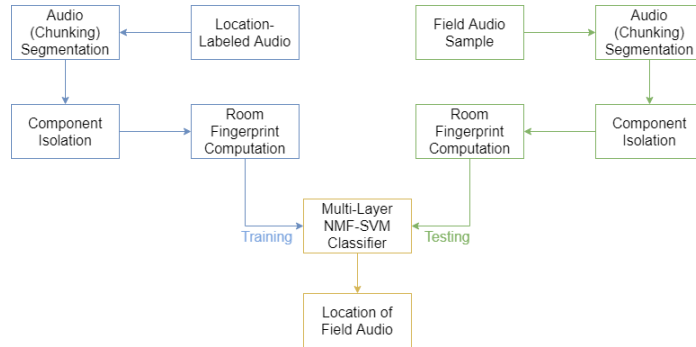 Audio
(Chunking)
Segmentation
Location-
Labeled Audio
Field Audio
Sample
Audio
(Chunking)
Segmentation
Component
Isolation
Room
Fingerprint
Computation
Room
Fingerprint
Computation
Component
Isolation
Training
Multi-Layer
NMF-SVM
Classifier
Testing
Location of
Field Audio